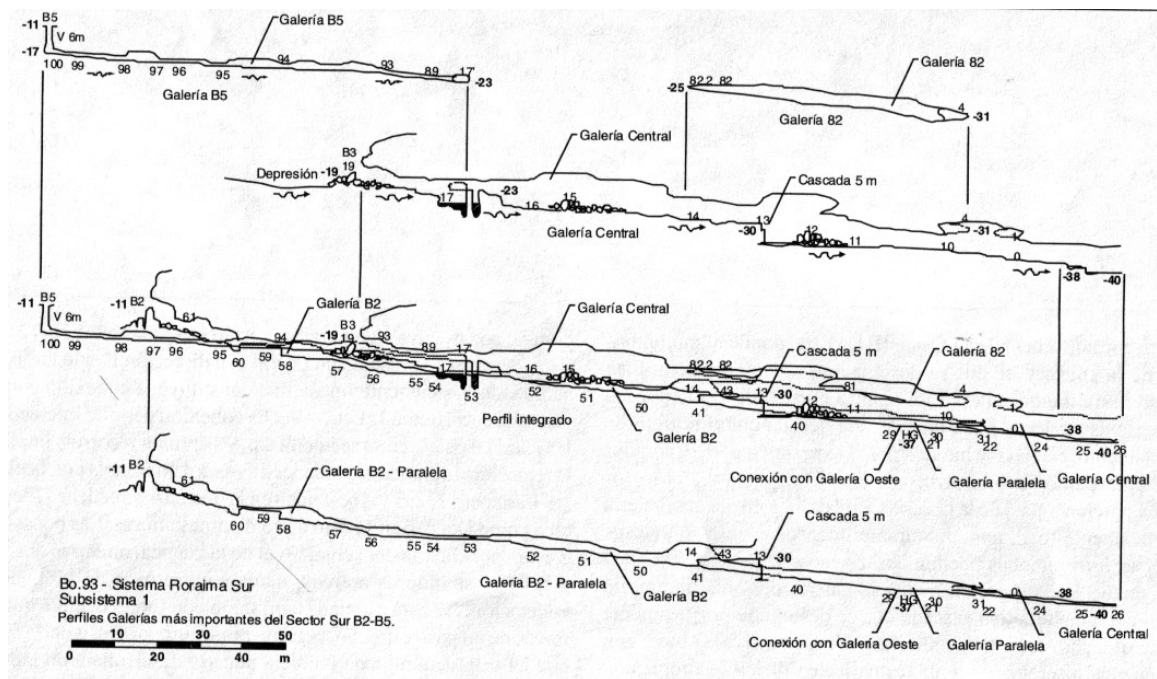 B5
-11
V 6m
-17
100 99 98 97 96 95 94 93 89 17
-23
Galería B5
Galería B5
82.2 82
-25
Galería 82
Galería 82
4
-31
B3
Depresión
-19
19
17
-23
16
15
Galería Central
Galería Central
14
Cascada 5 m
13
-30
12
11
10
4
-31
-38
-40
B5
-11
V 6m
-11 B2
61
100 99 98 97 96 95 94
60 59 58
Galería B2
B3
-19
19
93
89
17
57 56 55 54
17
53
16
15
52
51
50
Galería Central
Perfil integrado
Galería B2
82.2 82
14
43
-30
13
41
40
12
11
81
10
Cascada 5 m
Galería 82
29 HG 30
-37 21
31
22
0
24
-38
25
-40
26
Conexión con Galería Oeste
Galería Paralela
Galería Central
B2
-11
61
60 59 58
Galería B2 - Paralela
57 56 55 54 53 52 51 50
Galería B2 - Paralela
Galería B2
14
43
13
-30
41
40
Cascada 5 m
29 HG 30
-37 21
31
22
0
24
-38
25
-40
26
Conexión con Galería Oeste
Galería Paralela
Galería Central
Bo.93 - Sistema Roraima Sur
Subsistema 1
Perfiles Galerías más importantes del Sector Sur B2-B5.
0 10 20 30 40 50
m